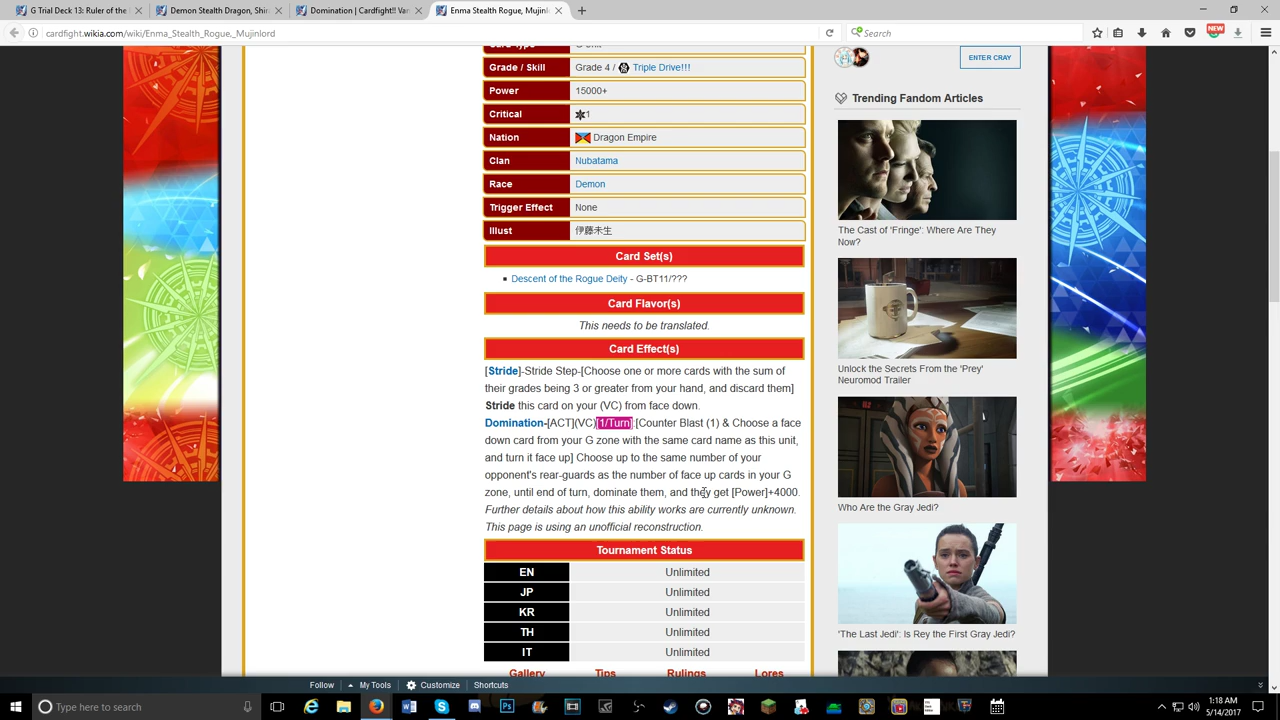 G Trial Deck 13: Ruler of the
Demon Stealth Dragon, Shir
Domination | Cardfight!! Van
Enma Stealth Rogue, Mujinl
cardfight.wikia.com/wiki/Enma_Stealth_Rogue,_Mujinlord
Search
NEW
Grade / Skill Grade 4 / Triple Drive!!!
Power 15000+
Critical 1
Nation Dragon Empire
Clan Nubatama
Race Demon
Trigger Effect None
Illust 伊藤未生
Card Set(s)
Descent of the Rogue Deity - G-BT11/???
Card Flavor(s)
This needs to be translated.
Card Effect(s)
[Stride]-Stride Step-[Choose one or more cards with the sum of
their grades being 3 or greater from your hand, and discard them]
Stride this card on your (VC) from face down.
Domination-[ACT](VC)[1/Turn]:[Counter Blast (1) & Choose a face
down card from your G zone with the same card name as this unit,
and turn it face up] Choose up to the same number of your
opponent's rear-guards as the number of face up cards in your G
zone, until end of turn, dominate them, and they get [Power]+4000.
Further details about how this ability works are currently unknown.
This page is using an unofficial reconstruction.
Tournament Status
EN Unlimited
JP Unlimited
KR Unlimited
TH Unlimited
IT Unlimited
Gallery Tips Rulings Lores
ENTER CRAY
Trending Fandom Articles
The Cast of 'Fringe': Where Are They
Now?
Unlock the Secrets From the 'Prey'
Neuromod Trailer
Who Are the Gray Jedi?
'The Last Jedi': Is Rey the First Gray Jedi?
Follow My Tools Customize Shortcuts
Type here to search
1:18 AM
5/14/2017